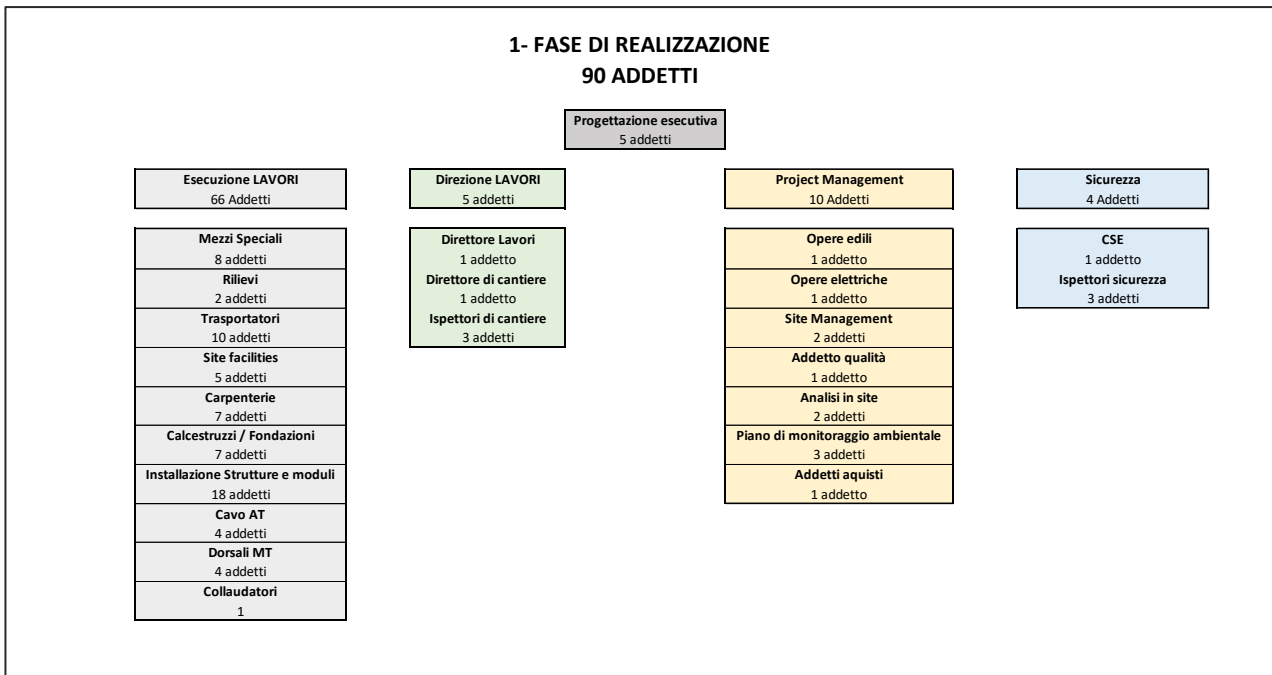 1- FASE DI REALIZZAZIONE
90 ADDETTI
Progettazione esecutiva
5 addetti
Esecuzione LAVORI
66 Addetti
Mezzi Speciali
8 addetti
Rilievi
2 addetti
Trasportatori
10 addetti
Site facilities
5 addetti
Carpenterie
7 addetti
Calcestruzzi / Fondazioni
7 addetti
Installazione Strutture e moduli
18 addetti
Cavo AT
4 addetti
Dorsali MT
4 addetti
Collaudatori
1
Direzione LAVORI
5 addetti
Direttore Lavori
1 addetto
Direttore di cantiere
1 addetto
Ispettori di cantiere
3 addetti
Project Management
10 Addetti
Opere edili
1 addetto
Opere elettriche
1 addetto
Site Management
2 addetti
Addetto qualità
1 addetto
Analisi in site
2 addetti
Piano di monitoraggio ambientale
3 addetti
Addetti aquisti
1 addetto
Sicurezza
4 Addetti
CSE
1 addetto
Ispettori sicurezza
3 addetti